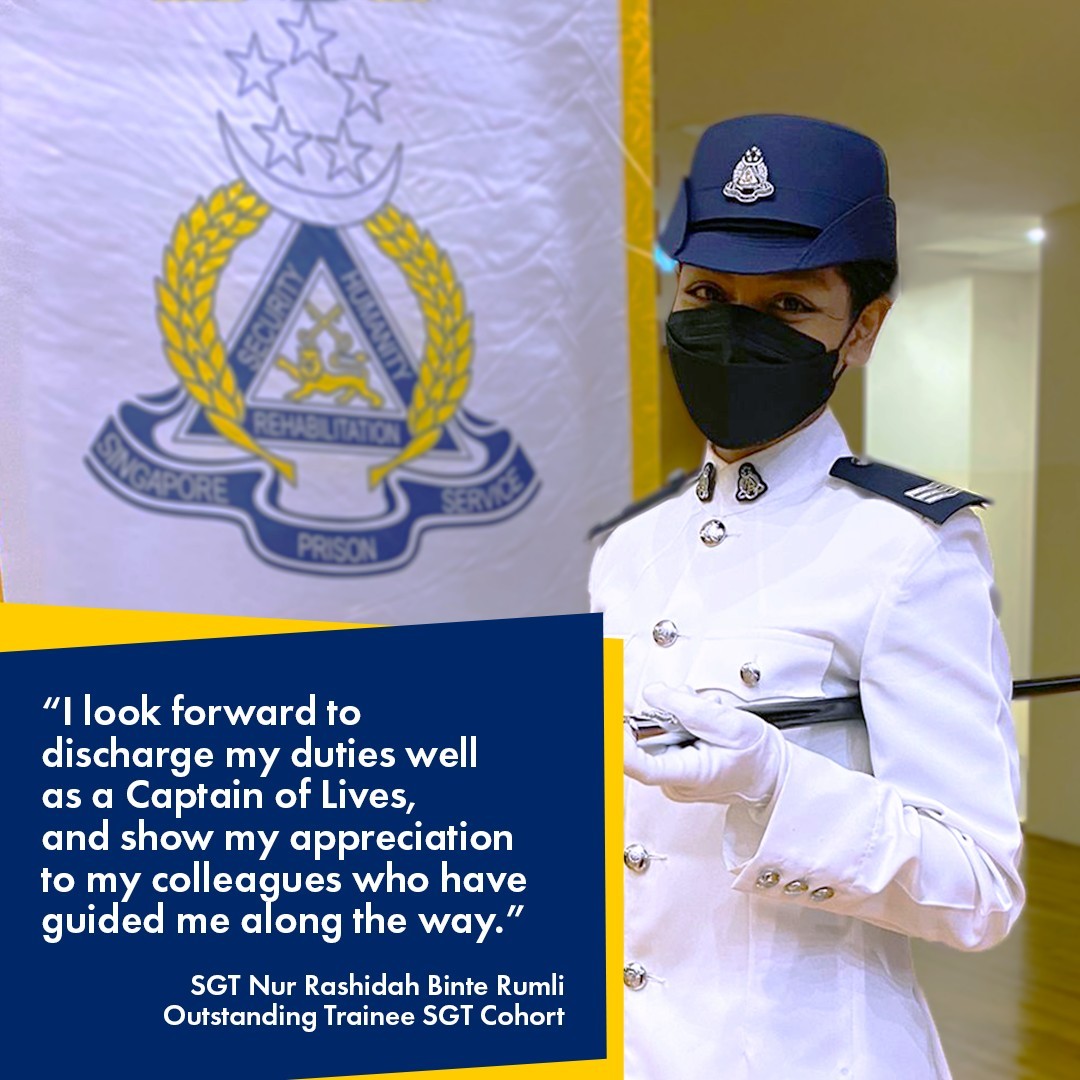 SECURITY
HUMANITY
REHABILITATION
SINGAPORE
PRISON
SERVICE
“I look forward to
discharge my duties well
as a Captain of Lives,
and show my appreciation
to my colleagues who have
guided me along the way.”
SGT Nur Rashidah Binte Rumli
Outstanding Trainee SGT Cohort